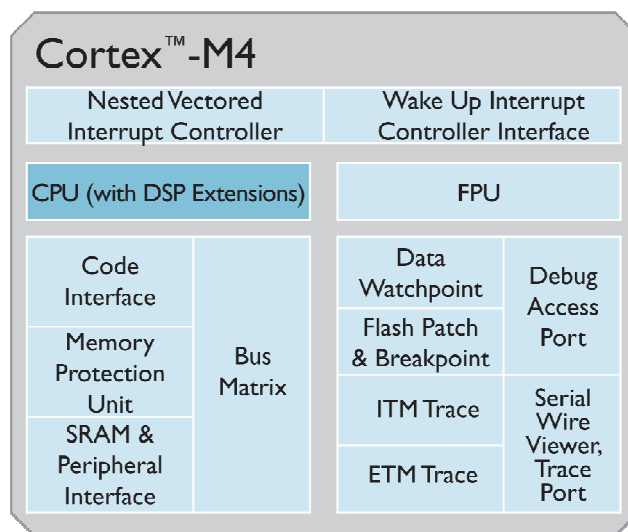 Cortex™-M4
Nested Vectored
Interrupt Controller
Wake Up Interrupt
Controller Interface
CPU (with DSP Extensions)
FPU
Code
Interface
Memory
Protection
Unit
SRAM &
Peripheral
Interface
Bus
Matrix
Data
Watchpoint
Flash Patch
& Breakpoint
ITM Trace
ETM Trace
Debug
Access
Port
Serial
Wire
Viewer,
Trace
Port